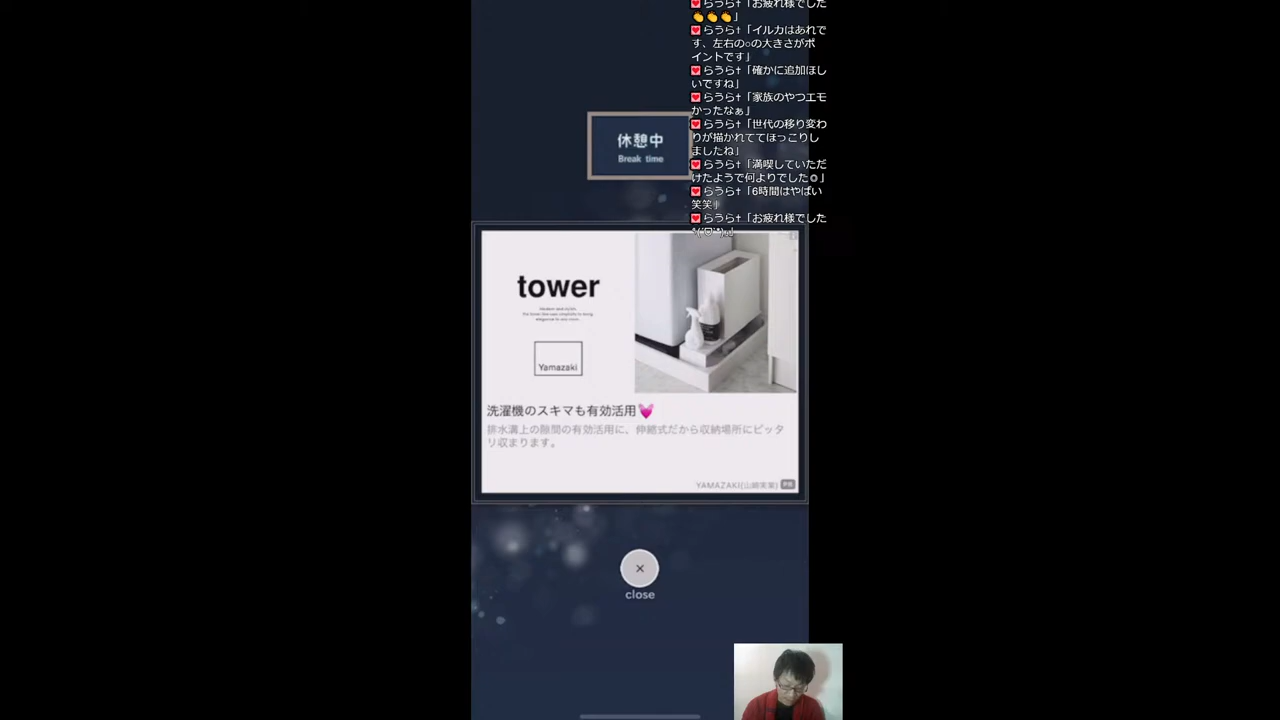 らうら†「お疲れ様でした
👏👏👏」
らうら†「イルカはあれで
す、左右の○の大きさがポ
イントです」
らうら†「確かに追加ほし
いですね」
らうら†「家族のやつエモ
かったなぁ」
らうら†「世代の移り変わ
りが描かれててほっこりし
ましたね」
らうら†「満喫していただ
けたようで何よりでした◎」
らうら†「6時間はやばい
笑笑」
らうら†「お疲れ様でした
休憩中
Break time
tower
Yamazaki
洗濯機のスキマも有効活用💓
排水溝上の隙間の有効活用に、伸縮式だから収納場所にピッタ
リ収まります。
YAMAZAKI(山崎実業) PR
×
close